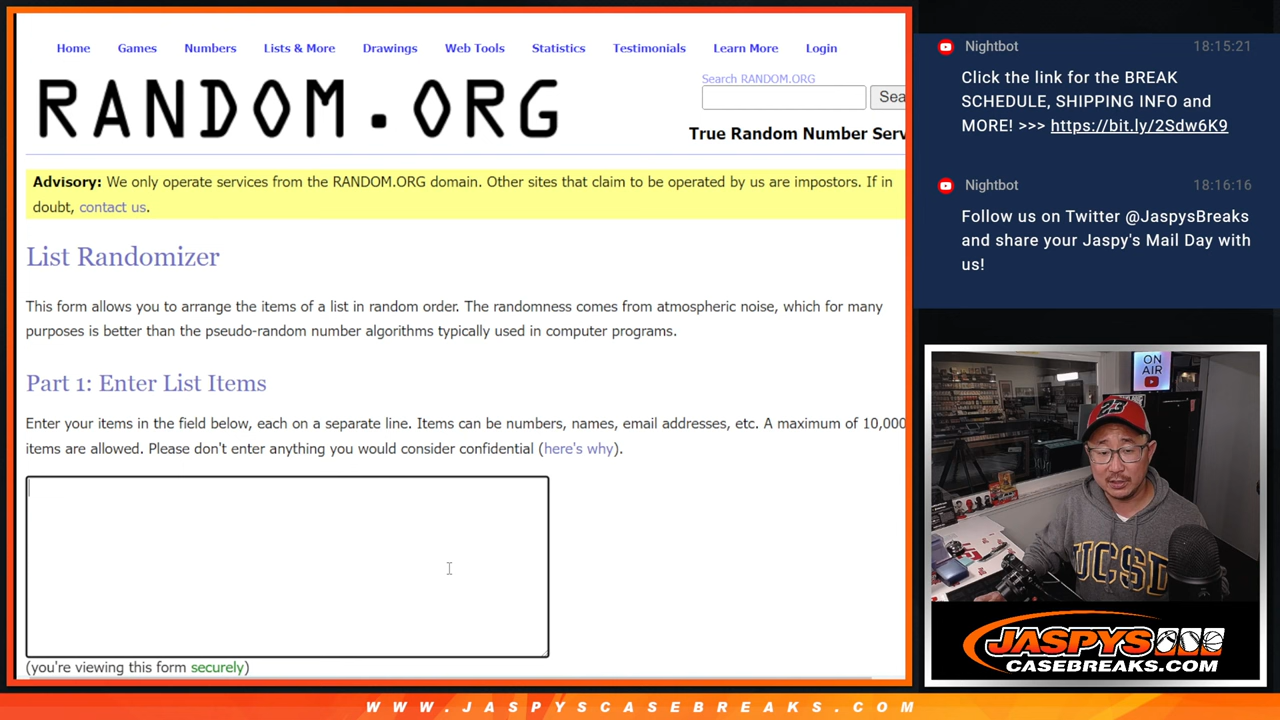 Home Games Numbers Lists & More Drawings Web Tools Statistics Testimonials Learn More Login
RANDOM.ORG
Search RANDOM.ORG
Sea
True Random Number Serv
Advisory: We only operate services from the RANDOM.ORG domain. Other sites that claim to be operated by us are impostors. If in
doubt, contact us.
List Randomizer
This form allows you to arrange the items of a list in random order. The randomness comes from atmospheric noise, which for many
purposes is better than the pseudo-random number algorithms typically used in computer programs.
Part 1: Enter List Items
Enter your items in the field below, each on a separate line. Items can be numbers, names, email addresses, etc. A maximum of 10,000
items are allowed. Please don't enter anything you would consider confidential (here's why).
(you're viewing this form securely)
Nightbot 18:15:21
Click the link for the BREAK
SCHEDULE, SHIPPING INFO and
MORE! >>> https://bit.ly/2Sdw6K9
Nightbot 18:16:16
Follow us on Twitter @JaspysBreaks
and share your Jaspy's Mail Day with
us!
ON
AIR
UCSD
JASPYS
CASEBREAKS.COM
WWW.JASPYSCASEBREAKS.COM